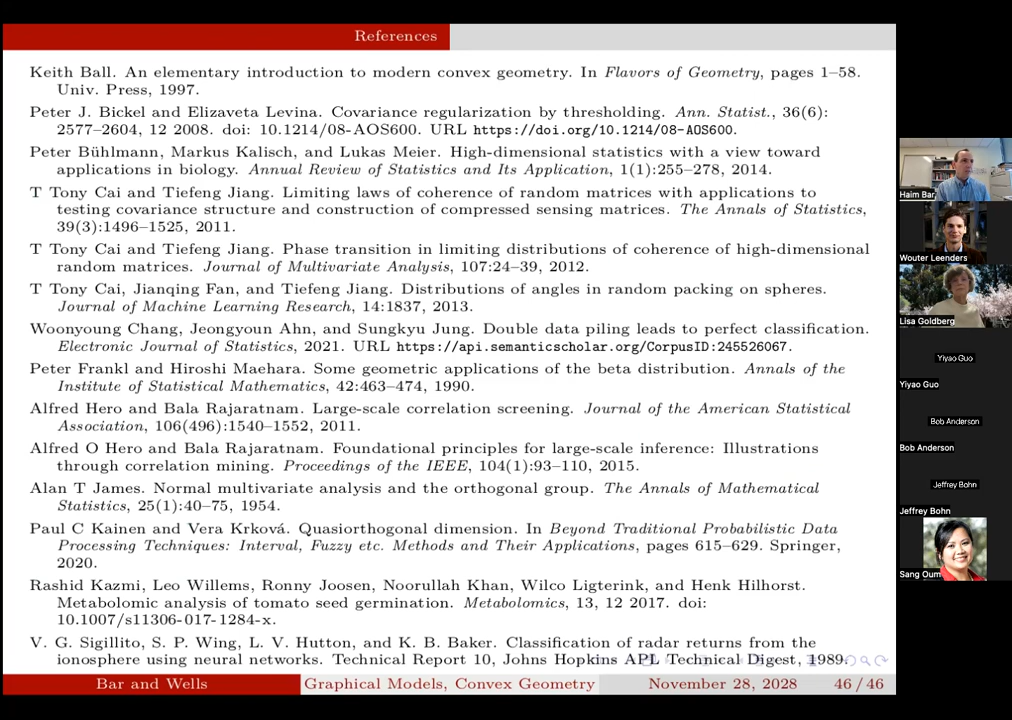 References
Keith Ball. An elementary introduction to modern convex geometry. In Flavors of Geometry, pages 1–58.
Univ. Press, 1997.
Peter J. Bickel and Elizaveta Levina. Covariance regularization by thresholding. Ann. Statist., 36(6):
2577–2604, 12 2008. doi: 10.1214/08-AOS600. URL https://doi.org/10.1214/08-AOS600.
Peter Bühlmann, Markus Kalisch, and Lukas Meier. High-dimensional statistics with a view toward
applications in biology. Annual Review of Statistics and Its Application, 1(1):255–278, 2014.
T Tony Cai and Tiefeng Jiang. Limiting laws of coherence of random matrices with applications to
testing covariance structure and construction of compressed sensing matrices. The Annals of Statistics,
39(3):1496–1525, 2011.
T Tony Cai and Tiefeng Jiang. Phase transition in limiting distributions of coherence of high-dimensional
random matrices. Journal of Multivariate Analysis, 107:24–39, 2012.
T Tony Cai, Jianqing Fan, and Tiefeng Jiang. Distributions of angles in random packing on spheres.
Journal of Machine Learning Research, 14:1837, 2013.
Woonyoung Chang, Jeongyoun Ahn, and Sungkyu Jung. Double data piling leads to perfect classification.
Electronic Journal of Statistics, 2021. URL https://api.semanticscholar.org/CorpusID:245526067.
Peter Frankl and Hiroshi Maehara. Some geometric applications of the beta distribution. Annals of the
Institute of Statistical Mathematics, 42:463–474, 1990.
Alfred Hero and Bala Rajaratnam. Large-scale correlation screening. Journal of the American Statistical
Association, 106(496):1540–1552, 2011.
Alfred O Hero and Bala Rajaratnam. Foundational principles for large-scale inference: Illustrations
through correlation mining. Proceedings of the IEEE, 104(1):93–110, 2015.
Alan T James. Normal multivariate analysis and the orthogonal group. The Annals of Mathematical
Statistics, 25(1):40–75, 1954.
Paul C Kainen and Vera Krková. Quasiorthogonal dimension. In Beyond Traditional Probabilistic Data
Processing Techniques: Interval, Fuzzy etc. Methods and Their Applications, pages 615–629. Springer,
2020.
Rashid Kazmi, Leo Willems, Ronny Joosen, Noorullah Khan, Wilco Ligterink, and Henk Hilhorst.
Metabolomic analysis of tomato seed germination. Metabolomics, 13, 12 2017. doi:
10.1007/s11306-017-1284-x.
V. G. Sigillito, S. P. Wing, L. V. Hutton, and K. B. Baker. Classification of radar returns from the
ionosphere using neural networks. Technical Report 10, Johns Hopkins APL Technical Digest, 1989.
Bar and Wells Graphical Models, Convex Geometry November 28, 2028 46 / 46
Haim Bar
Wouter Leenders
Lisa Goldberg
Yiyao Guo
Yiyao Guo
Bob Anderson
Bob Anderson
Jeffrey Bohn
Jeffrey Bohn
Sang Oum